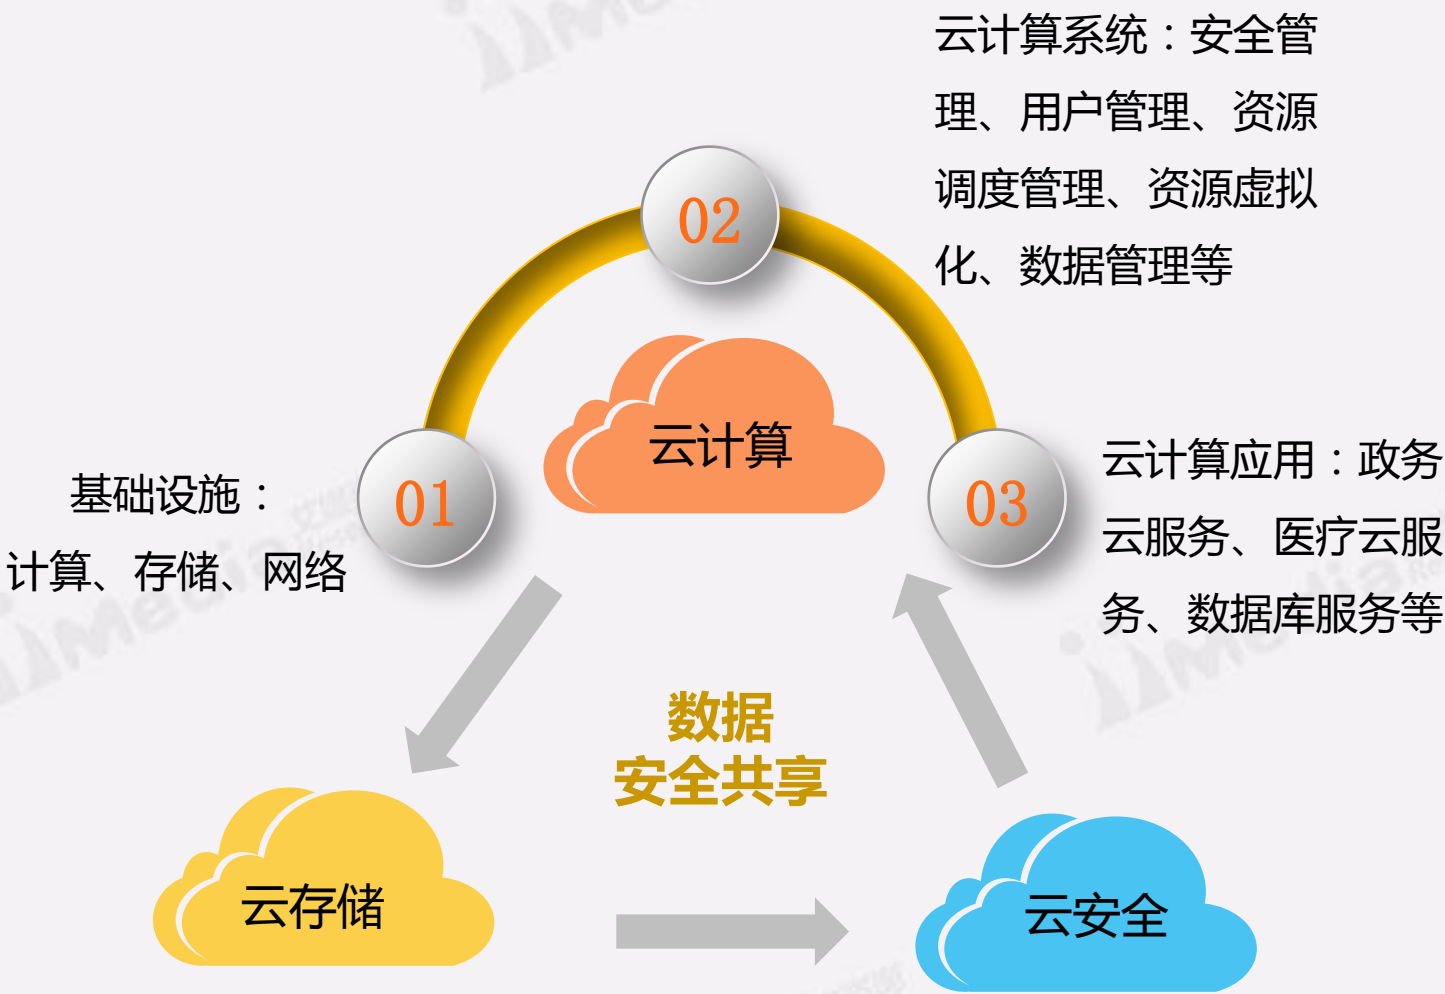 云计算系统：安全管
理、用户管理、资源
调度管理、资源虚拟
化、数据管理等
02
云计算
01
基础设施：
计算、存储、网络
03
云计算应用：政务
云服务、医疗云服
务、数据库服务等
数据
安全共享
云存储
云安全
iiMedia
iiMedia
iiMedia